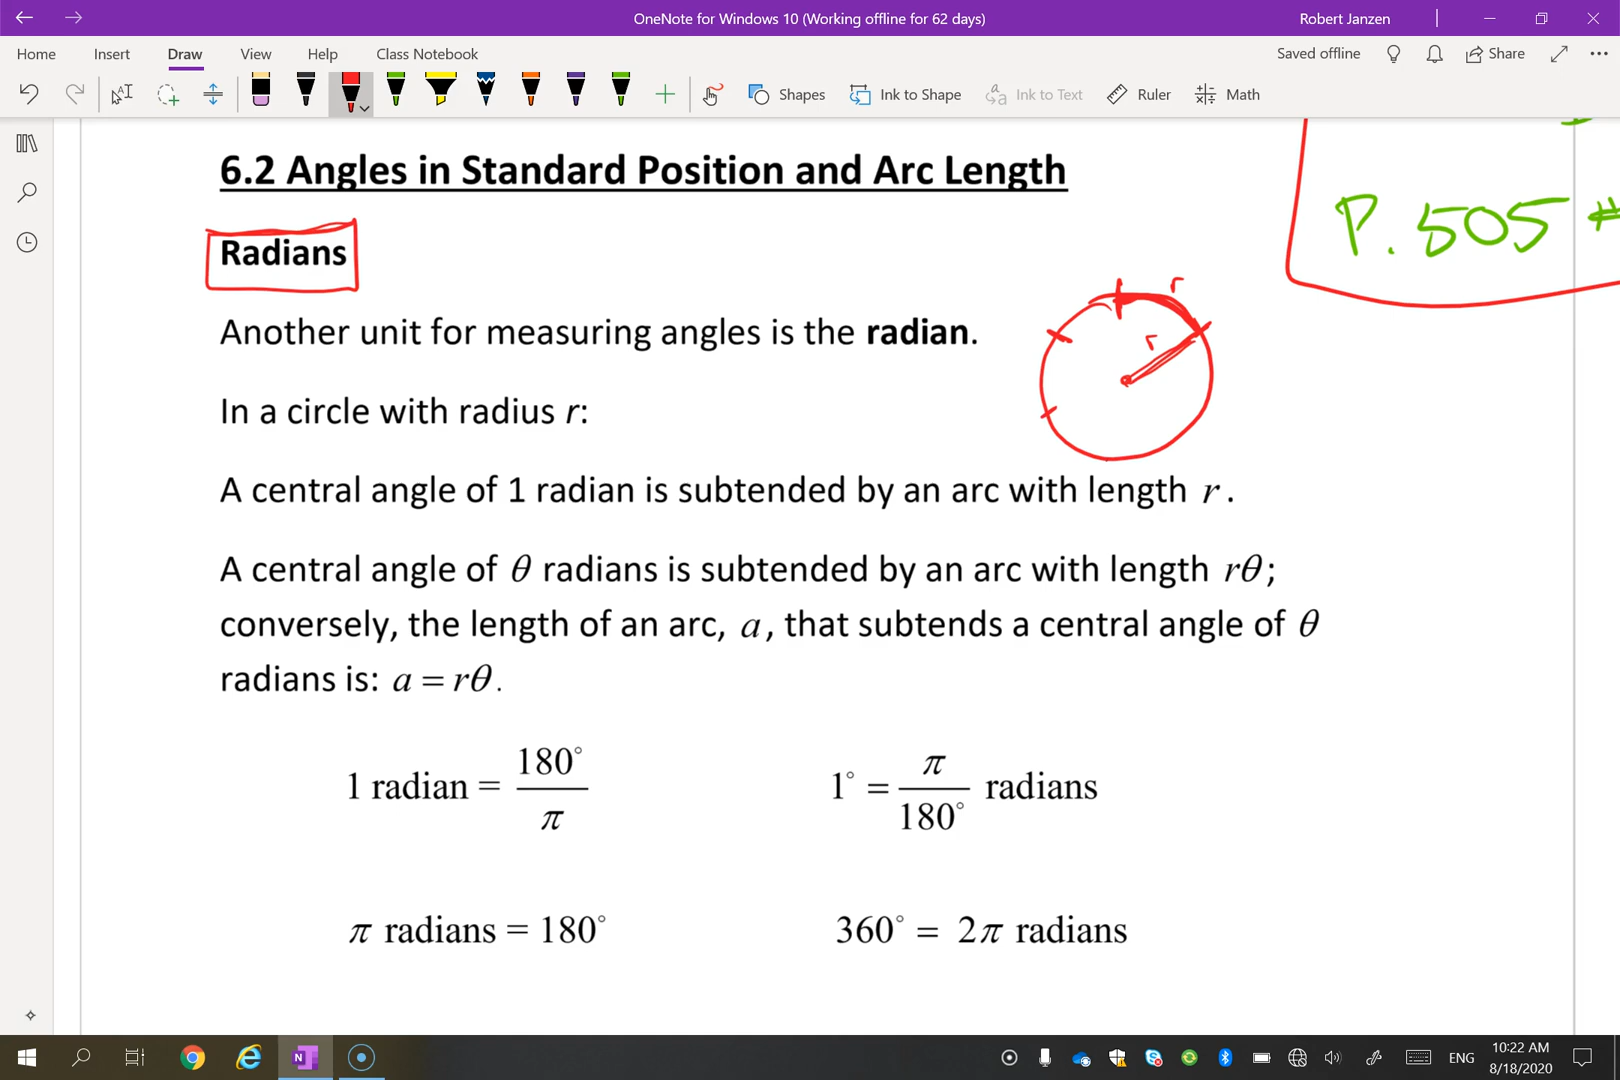 OneNote for Windows 10 (Working offline for 62 days)
Robert Janzen
Home Insert Draw View Help Class Notebook
Saved offline Share
Shapes Ink to Shape Ink to Text Ruler Math
6.2 Angles in Standard Position and Arc Length
P. 505 #
Radians
r
Another unit for measuring angles is the radian.
r
In a circle with radius r:
A central angle of 1 radian is subtended by an arc with length r .
A central angle of θ radians is subtended by an arc with length rθ;
conversely, the length of an arc, a, that subtends a central angle of θ
radians is: a = rθ.
1 radian = 180° / π
1° = π / 180° radians
π radians = 180°
360° = 2π radians
ENG
10:22 AM
8/18/2020